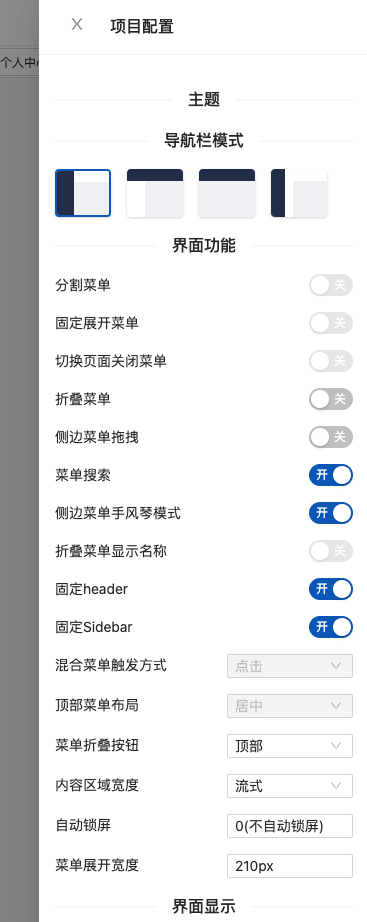 项目配置
个人中
主题
导航栏模式
界面功能
分割菜单 关
固定展开菜单 关
切换页面关闭菜单 关
折叠菜单 关
侧边菜单拖拽 关
菜单搜索 开
侧边菜单手风琴模式 开
折叠菜单显示名称 关
固定header 开
固定Sidebar 开
混合菜单触发方式 点击
顶部菜单布局 居中
菜单折叠按钮 顶部
内容区域宽度 流式
自动锁屏 0(不自动锁屏)
菜单展开宽度 210px
界面显示